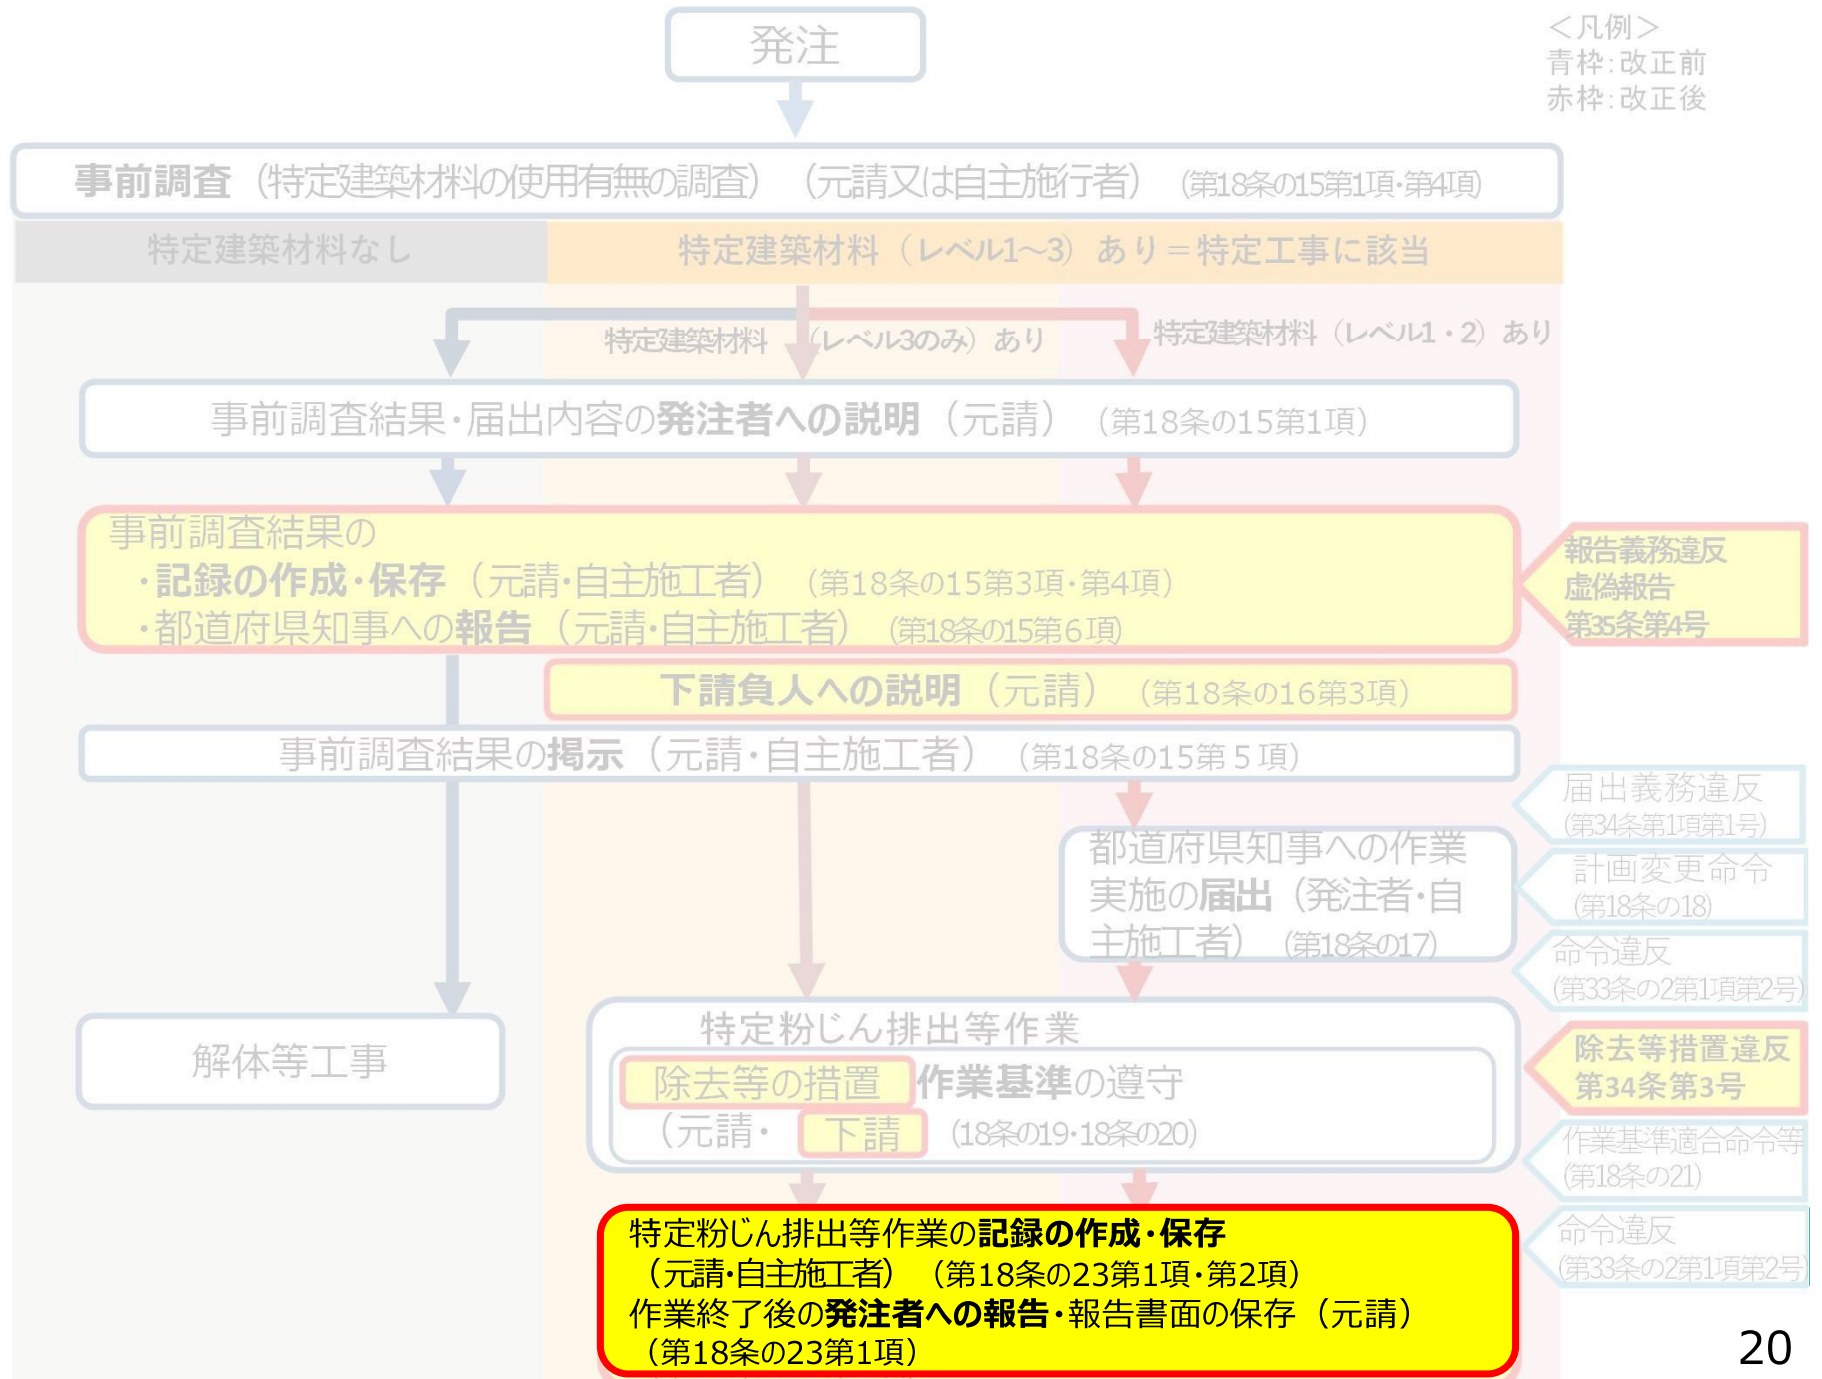 発注
＜凡例＞
青枠：改正前
赤枠：改正後
事前調査（特定建築材料の使用有無の調査）（元請又は自主施行者）（第18条の15第1項・第4項）
特定建築材料なし
特定建築材料（レベル1～3）あり＝特定工事に該当
特定建築材料（レベル3のみ）あり
特定建築材料（レベル1・2）あり
事前調査結果・届出内容の発注者への説明（元請）（第18条の15第1項）
事前調査結果の
・記録の作成・保存（元請・自主施工者）（第18条の15第3項・第4項）
・都道府県知事への報告（元請・自主施工者）（第18条の15第６項）
報告義務違反
虚偽報告
第35条第4号
下請負人への説明（元請）（第18条の16第3項）
事前調査結果の掲示（元請・自主施工者）（第18条の15第５項）
届出義務違反
(第34条第1項第1号)
都道府県知事への作業
実施の届出（発注者・自
主施工者）（第18条の17）
計画変更命令
(第18条の18)
命令違反
(第33条の2第1項第2号)
解体等工事
特定粉じん排出等作業
除去等の措置 作業基準の遵守
（元請・ 下請 （18条の19・18条の20）
除去等措置違反
第34条第3号
作業基準適合命令等
(第18条の21)
命令違反
(第33条の2第1項第2号)
特定粉じん排出等作業の記録の作成・保存
（元請・自主施工者）（第18条の23第1項・第2項）
作業終了後の発注者への報告・報告書面の保存（元請）
（第18条の23第1項）
20